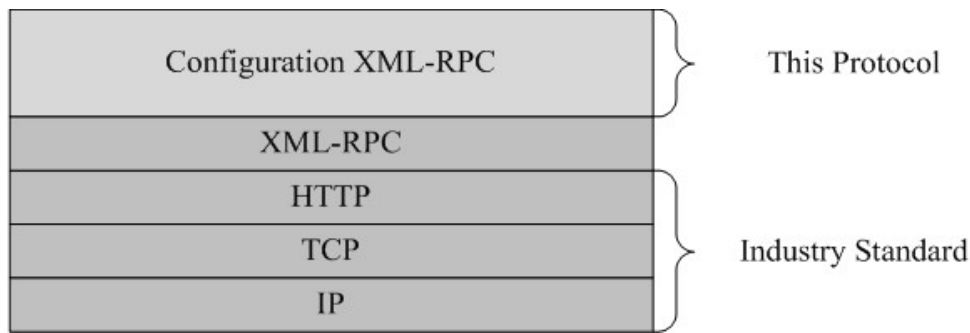 Configuration XML-RPC
This Protocol
XML-RPC
HTTP
TCP
Industry Standard
IP